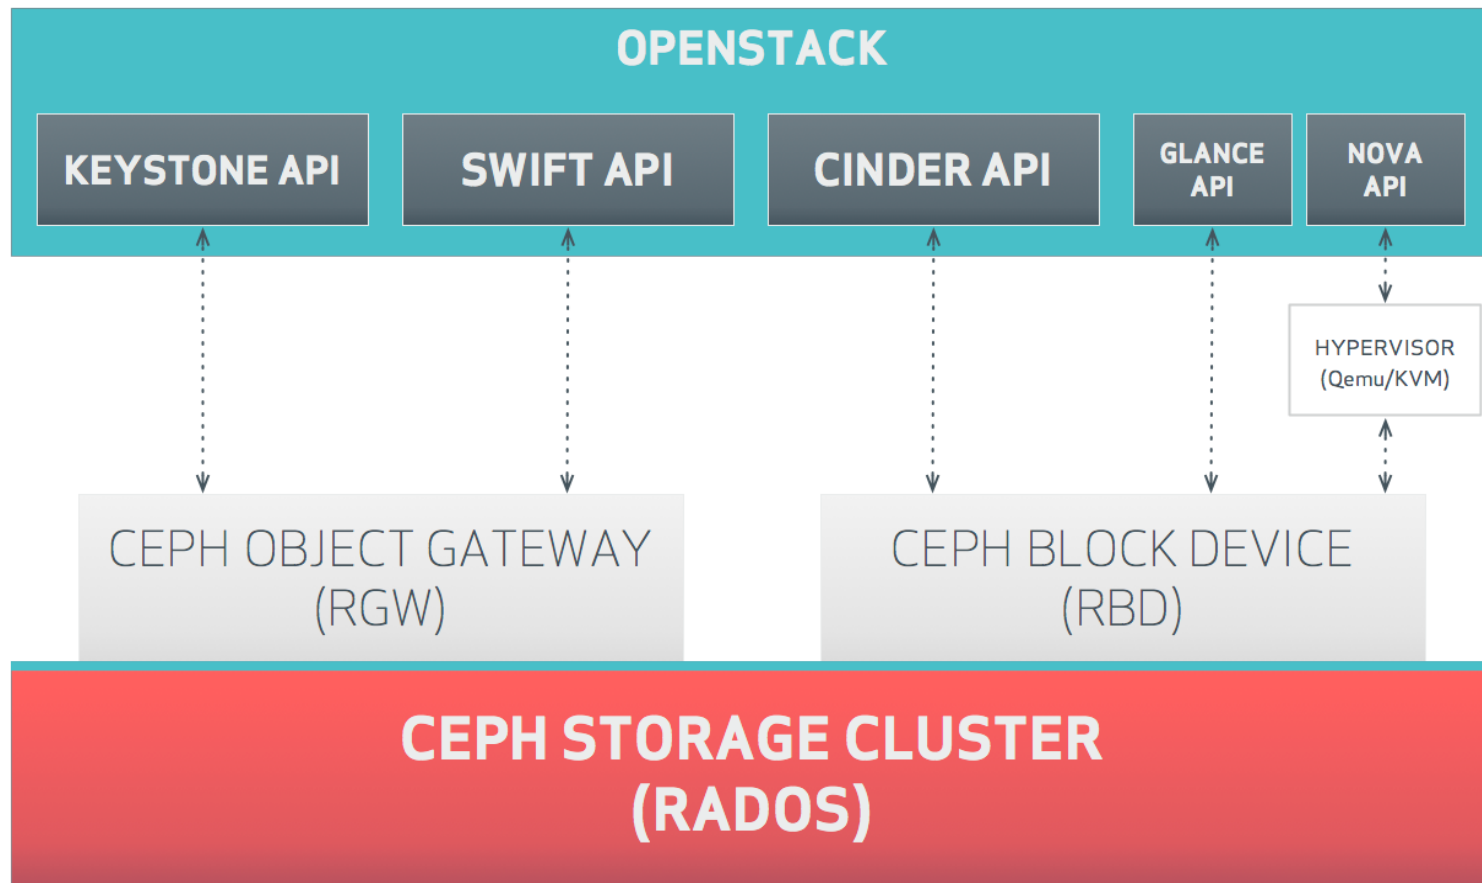 OPENSTACK
KEYSTONE API
SWIFT API
CINDER API
GLANCE
API
NOVA
API
HYPERVISOR
(Qemu/KVM)
CEPH OBJECT GATEWAY
(RGW)
CEPH BLOCK DEVICE
(RBD)
CEPH STORAGE CLUSTER
(RADOS)